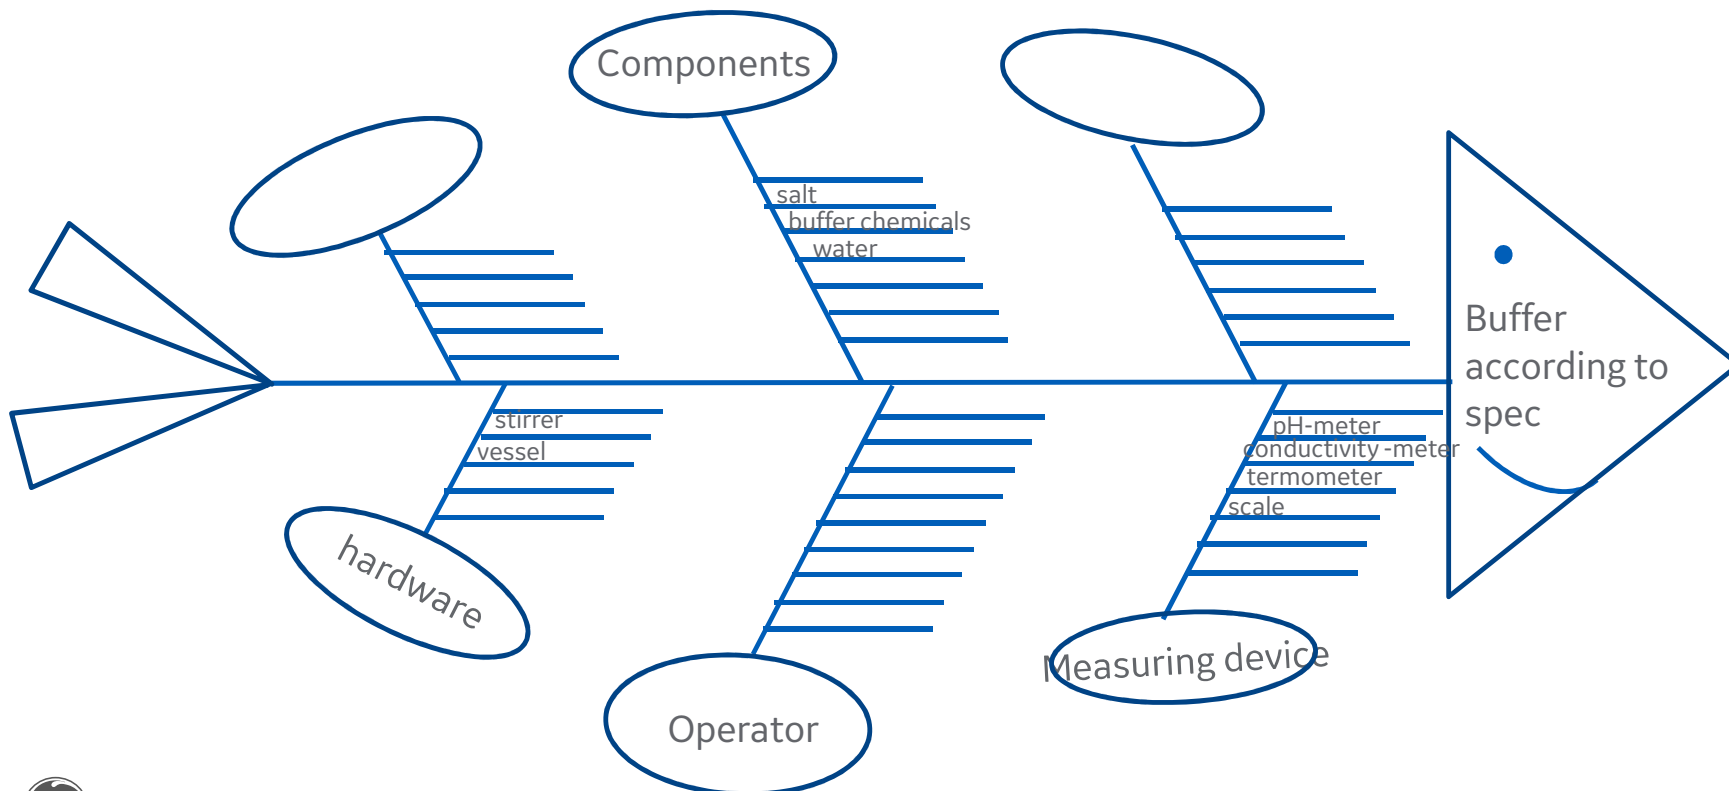 Components
salt
buffer chemicals
water
Buffer
according to
spec
stirrer
vessel
hardware
Operator
pH-meter
conductivity -meter
termometer
scale
Measuring device